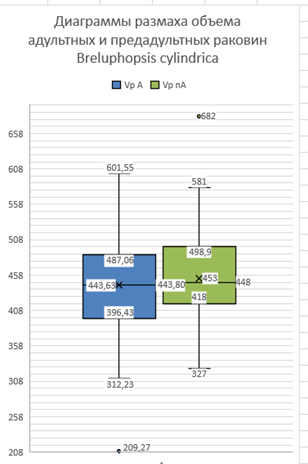 Диаграммы размаха объема
адультных и предадультных раковин
Breluphopsis cylindrica
Vp A Vp пА
682
658
608 601,55 581
558
508
487,06 498,9
458 443,63 443,80 453 448
408 396,43 418
358
308 312,23 327
258
208 209,27